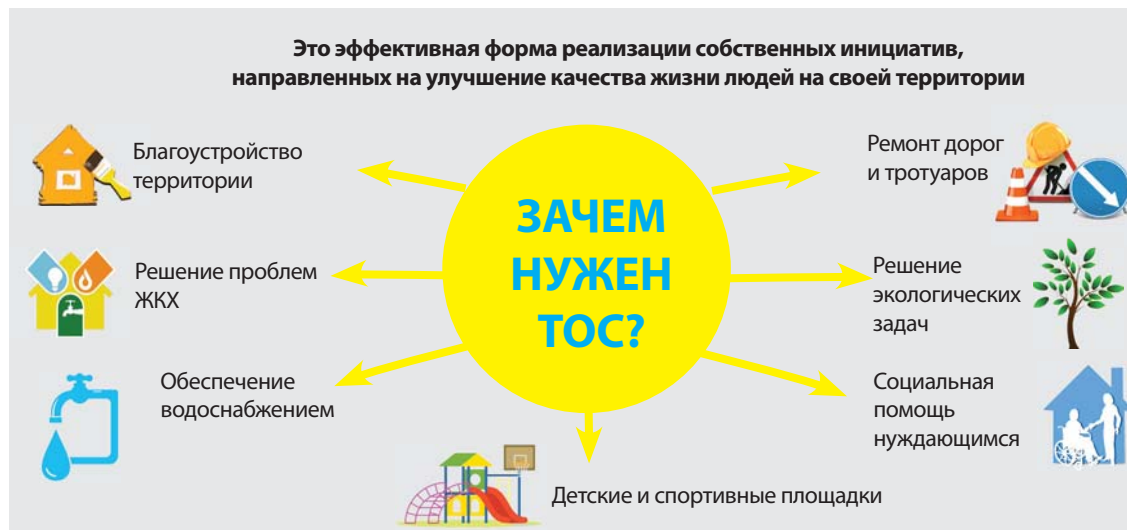 Это эффективная форма реализации собственных инициатив,
направленных на улучшение качества жизни людей на своей территории
Благоустройство
территории
Решение проблем
ЖКХ
Обеспечение
водоснабжением
ЗАЧЕМ
НУЖЕН
ТОС?
Ремонт дорог
и тротуаров
Решение
экологических
задач
Социальная
помощь
нуждающимся
Детские и спортивные площадки